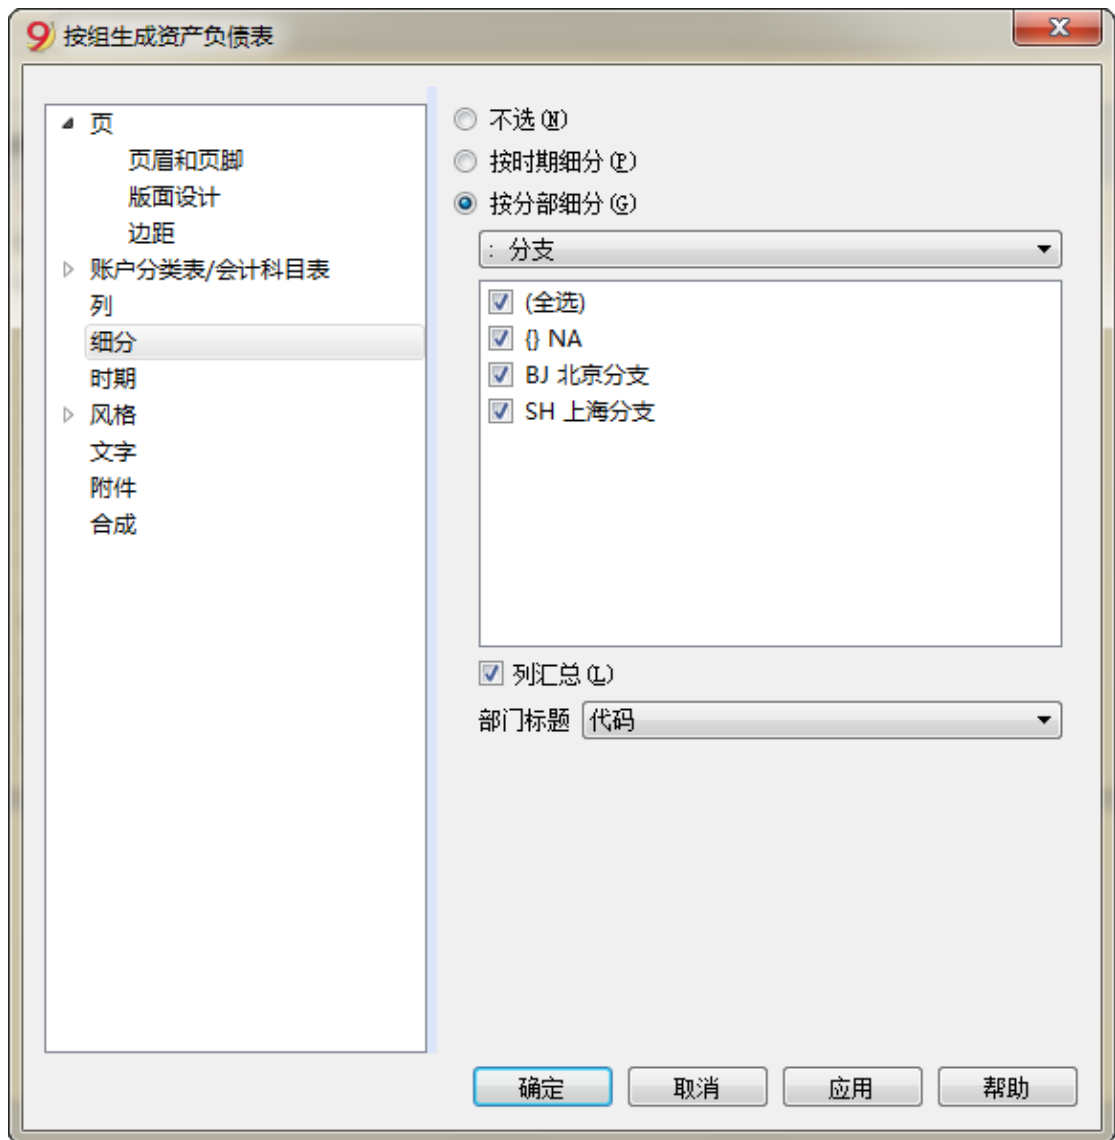 9 按组生成资产负债表
页
页眉和页脚
版面设计
边距
账户分类表/会计科目表
列
细分
时期
风格
文字
附件
合成
不选(N)
按时期细分(P)
按分部细分(G)
: 分支
(全选)
{} NA
BJ 北京分支
SH 上海分支
列汇总(L)
部门标题 代码
确定 取消 应用 帮助